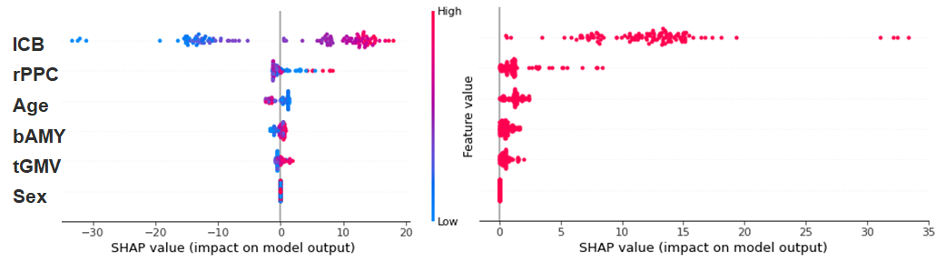 High
ICB
rPPC
Age
bAMY
tGMV
Sex
Feature value
Low
−30 −20 −10 0 10 20
SHAP value (impact on model output)
0 5 10 15 20 25 30 35
SHAP value (impact on model output)